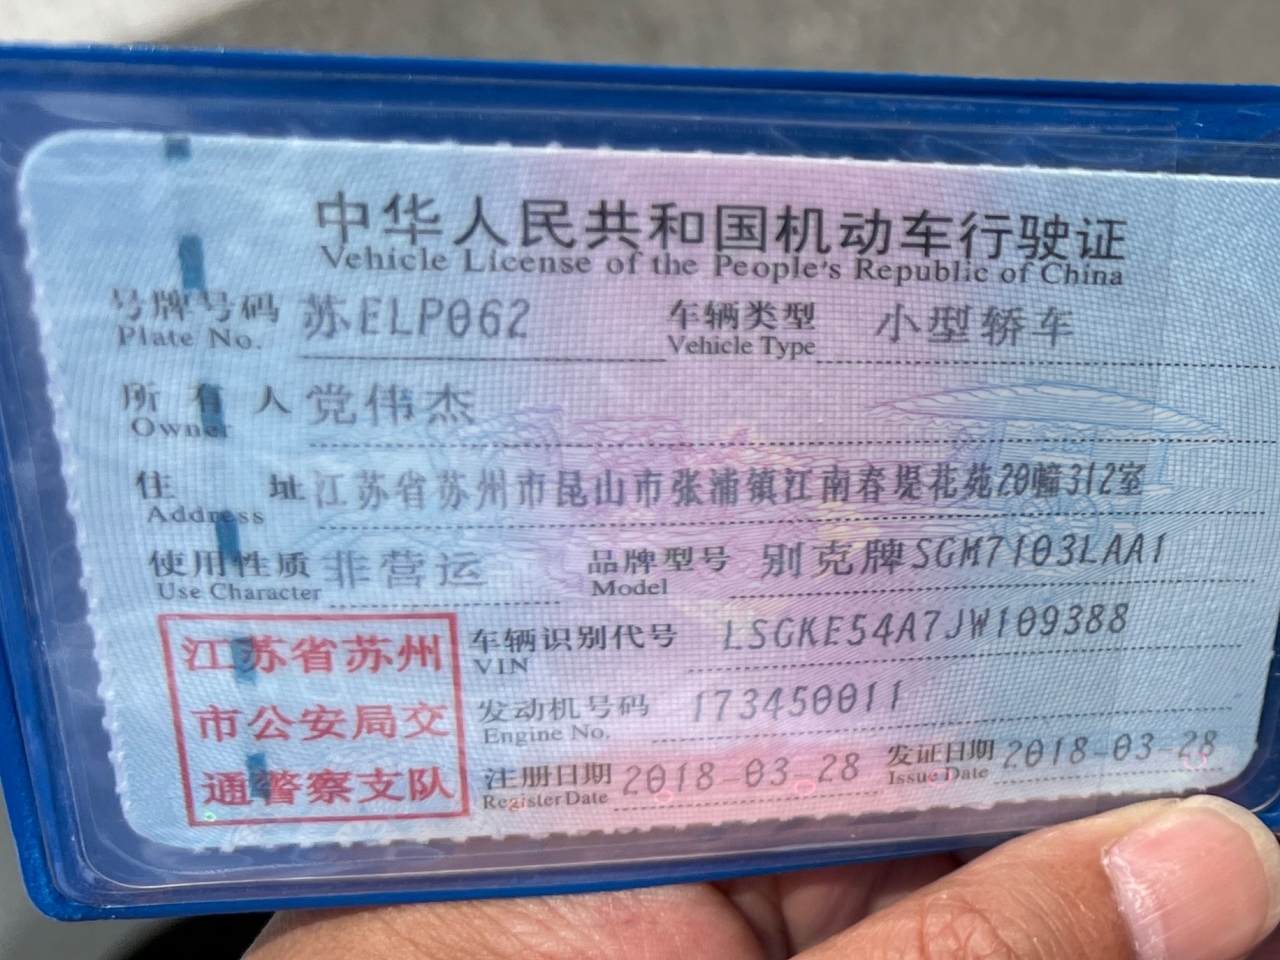 中华人民共和国机动车行驶证
Vehicle License of the People's Republic of China
号牌号码 苏ELP062 车辆类型 小型轿车
Plate No. Vehicle Type
所有人 党伟杰
Owner
住址 江苏省苏州市昆山市张浦镇江南春堤花苑20幢312室
Address
使用性质 非营运 品牌型号 别克牌SGM7103LAA1
Use Character Model
江苏省苏州
市公安局交
通警察支队
车辆识别代号 LSGKE54A7JW109388
VIN
发动机号码 173450011
Engine No.
注册日期 2018-03-28 发证日期 2018-03-28
Register Date Issue Date